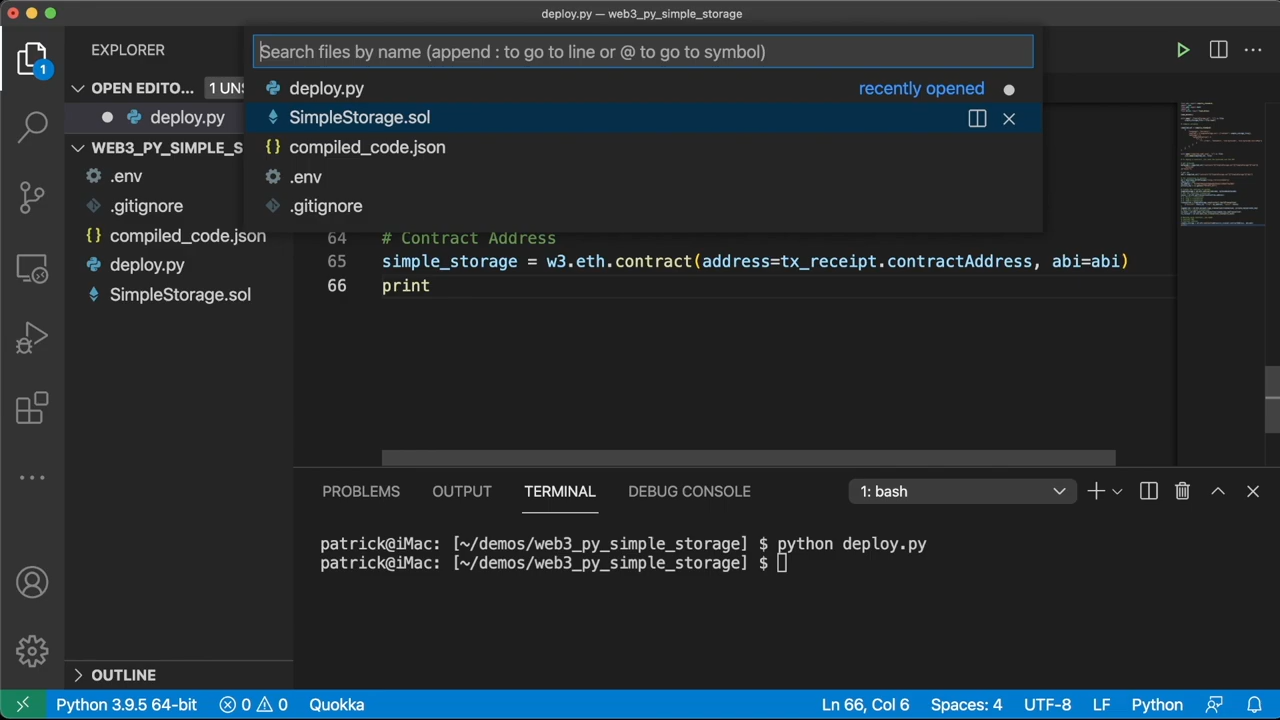 deploy.py — web3_py_simple_storage
EXPLORER
Search files by name (append : to go to line or @ to go to symbol)
1
OPEN EDITO... 1 UN
deploy.py recently opened
deploy.py
SimpleStorage.sol
WEB3_PY_SIMPLE_S
{} compiled_code.json
.env
.env
.gitignore
.gitignore
{} compiled_code.json
64 # Contract Address
deploy.py
65 simple_storage = w3.eth.contract(address=tx_receipt.contractAddress, abi=abi)
66 print
SimpleStorage.sol
PROBLEMS OUTPUT TERMINAL DEBUG CONSOLE 1: bash
patrick@iMac: [~/demos/web3_py_simple_storage] $ python deploy.py
patrick@iMac: [~/demos/web3_py_simple_storage] $
OUTLINE
Python 3.9.5 64-bit 0 0 Quokka Ln 66, Col 6 Spaces: 4 UTF-8 LF Python